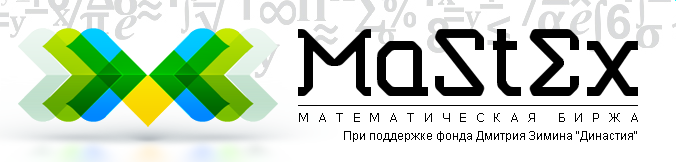 MaStEx
МАТЕМАТИЧЕСКАЯ БИРЖА
При поддержке фонда Дмитрия Зимина "Династия"